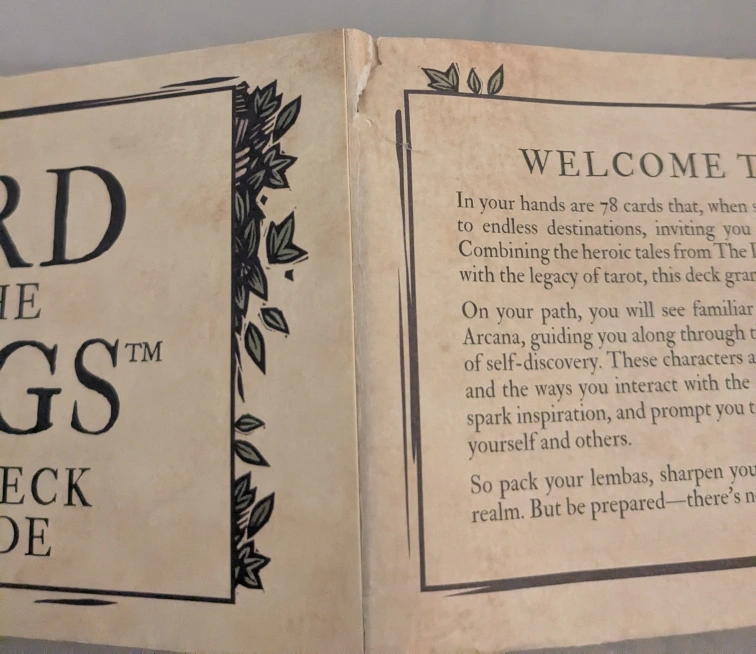 RD
HE
GS™
ECK
DE
WELCOME T
In your hands are 78 cards that, when s
to endless destinations, inviting you
Combining the heroic tales from The L
with the legacy of tarot, this deck gran
On your path, you will see familiar
Arcana, guiding you along through t
of self-discovery. These characters a
and the ways you interact with the
spark inspiration, and prompt you t
yourself and others.
So pack your lembas, sharpen you
realm. But be prepared—there's n